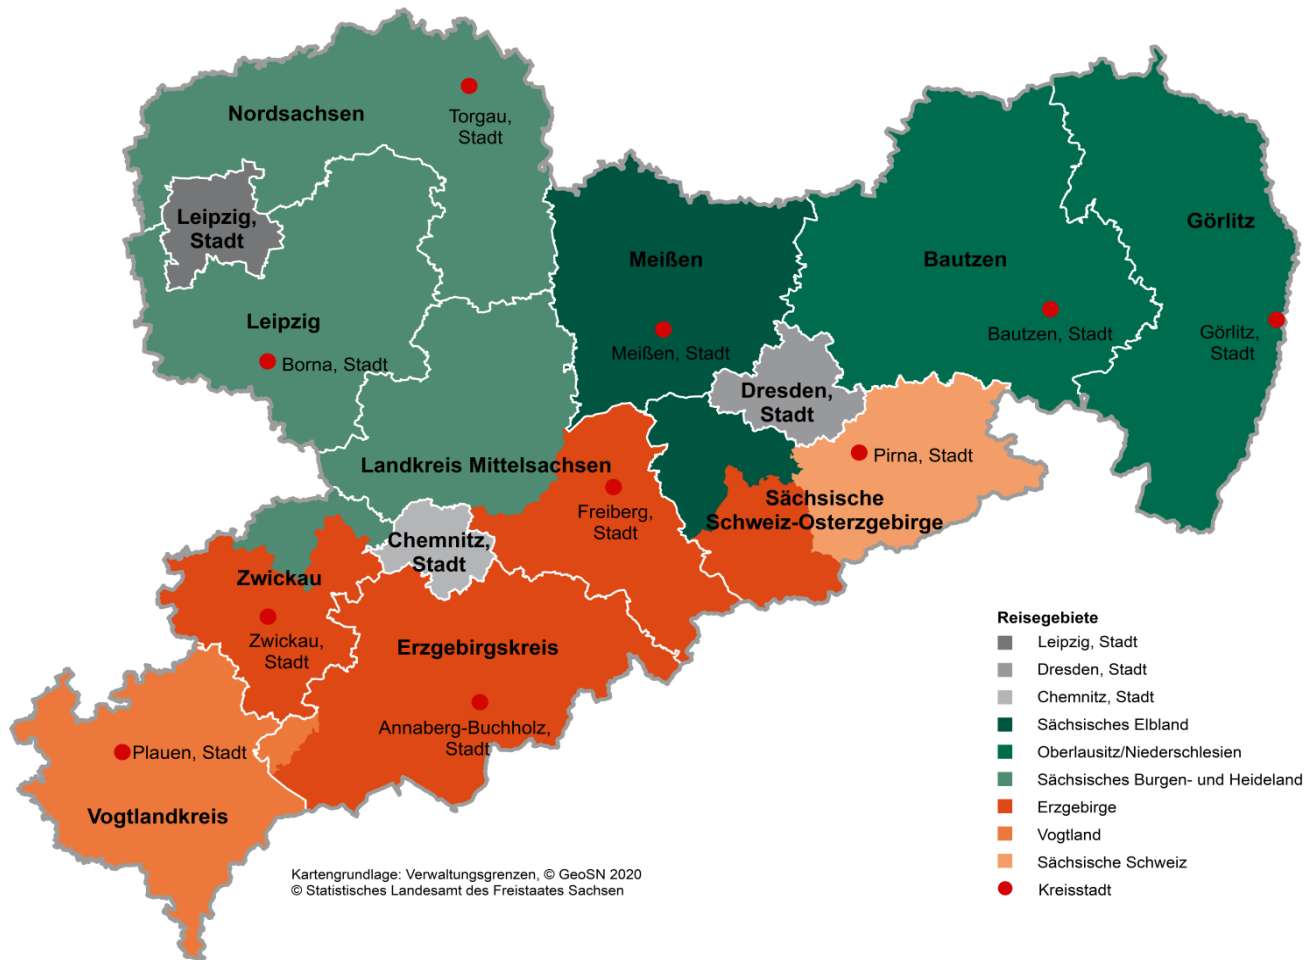 Nordsachsen
Torgau,
Stadt
Leipzig,
Stadt
Görlitz
Meißen
Bautzen
Leipzig
Borna, Stadt
Meißen, Stadt
Bautzen, Stadt
Görlitz,
Stadt
Dresden,
Stadt
Landkreis Mittelsachsen
Pirna, Stadt
Freiberg,
Stadt
Sächsische
Schweiz-Osterzgebirge
Chemnitz,
Stadt
Zwickau
Zwickau,
Stadt
Erzgebirgskreis
Annaberg-Buchholz,
Stadt
Plauen, Stadt
Vogtlandkreis
Reisegebiete
Leipzig, Stadt
Dresden, Stadt
Chemnitz, Stadt
Sächsisches Elbland
Oberlausitz/Niederschlesien
Sächsisches Burgen- und Heideland
Erzgebirge
Vogtland
Sächsische Schweiz
Kreisstadt
Kartengrundlage: Verwaltungsgrenzen, © GeoSN 2020
© Statistisches Landesamt des Freistaates Sachsen